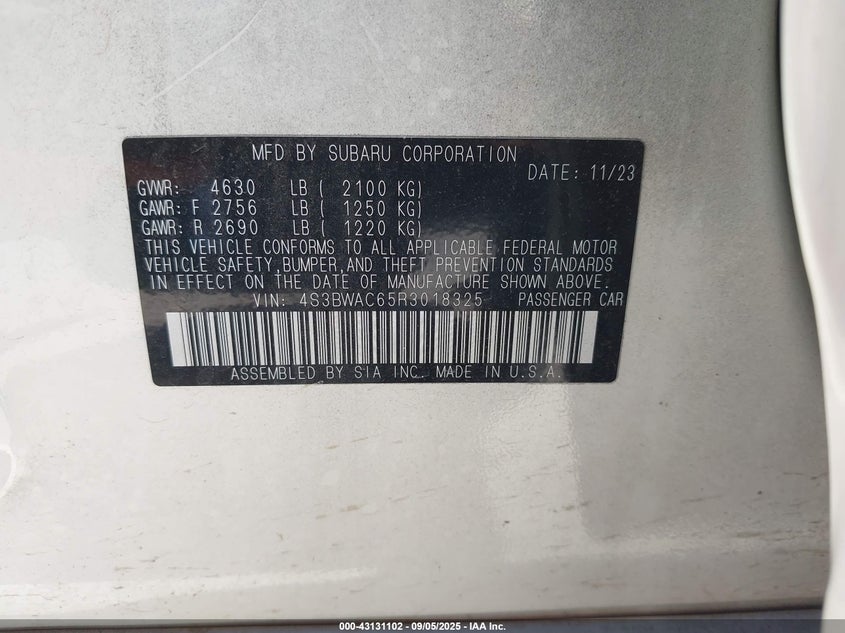 MFD BY SUBARU CORPORATION
DATE: 11/23
GVWR: 4630 LB ( 2100 KG)
GAWR: F 2756 LB ( 1250 KG)
GAWR: R 2690 LB ( 1220 KG)
THIS VEHICLE CONFORMS TO ALL APPLICABLE FEDERAL MOTOR
VEHICLE SAFETY,BUMPER,AND THEFT PREVENTION STANDARDS
IN EFFECT ON THE DATE OF MANUFACTURE SHOWN ABOVE.
VIN: 4S3BWAC65R3018325 PASSENGER CAR
ASSEMBLED BY SIA INC. MADE IN U.S.A.
000-43131102 - 09/05/2025 - IAA Inc.